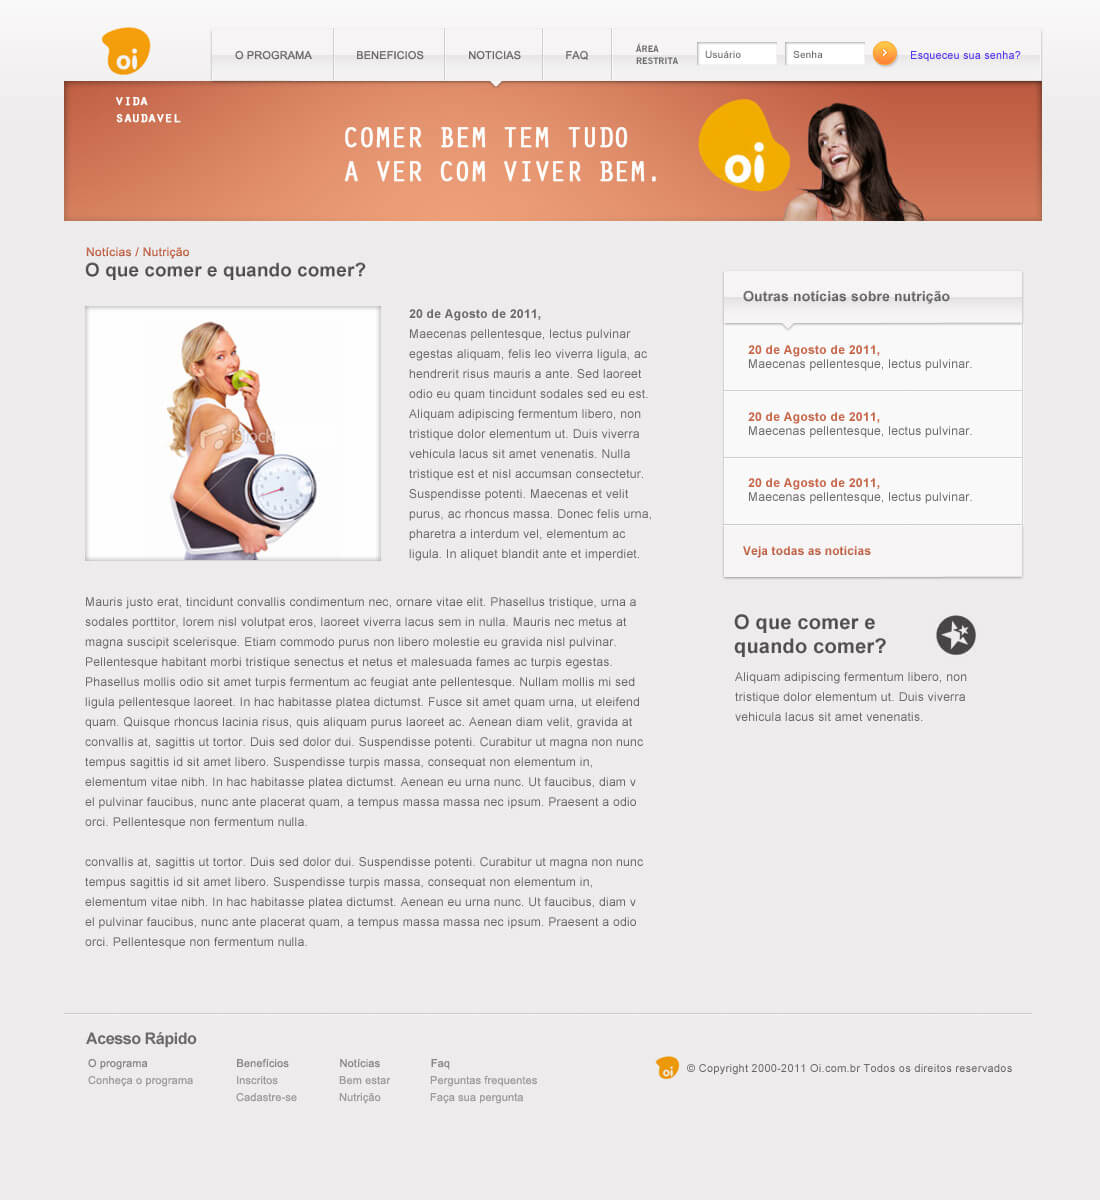 oi
O PROGRAMA
BENEFICIOS
NOTICIAS
FAQ
ÁREA
RESTRITA
Usuário
Senha
Esqueceu sua senha?
VIDA
SAUDAVEL
COMER BEM TEM TUDO
A VER COM VIVER BEM.
oi
Notícias / Nutrição
O que comer e quando comer?
iStock
20 de Agosto de 2011,
Maecenas pellentesque, lectus pulvinar
egestas aliquam, felis leo viverra ligula, ac
hendrerit risus mauris a ante. Sed laoreet
odio eu quam tincidunt sodales sed eu est.
Aliquam adipiscing fermentum libero, non
tristique dolor elementum ut. Duis viverra
vehicula lacus sit amet venenatis. Nulla
tristique est et nisl accumsan consectetur.
Suspendisse potenti. Maecenas et velit
purus, ac rhoncus massa. Donec felis urna,
pharetra a interdum vel, elementum ac
ligula. In aliquet blandit ante et imperdiet.
Mauris justo erat, tincidunt convallis condimentum nec, ornare vitae elit. Phasellus tristique, urna a
sodales porttitor, lorem nisl volutpat eros, laoreet viverra lacus sem in nulla. Mauris nec metus at
magna suscipit scelerisque. Etiam commodo purus non libero molestie eu gravida nisl pulvinar.
Pellentesque habitant morbi tristique senectus et netus et malesuada fames ac turpis egestas.
Phasellus mollis odio sit amet turpis fermentum ac feugiat ante pellentesque. Nullam mollis mi sed
ligula pellentesque laoreet. In hac habitasse platea dictumst. Fusce sit amet quam urna, ut eleifend
quam. Quisque rhoncus lacinia risus, quis aliquam purus laoreet ac. Aenean diam velit, gravida at
convallis at, sagittis ut tortor. Duis sed dolor dui. Suspendisse potenti. Curabitur ut magna non nunc
tempus sagittis id sit amet libero. Suspendisse turpis massa, consequat non elementum in,
elementum vitae nibh. In hac habitasse platea dictumst. Aenean eu urna nunc. Ut faucibus, diam v
el pulvinar faucibus, nunc ante placerat quam, a tempus massa massa nec ipsum. Praesent a odio
orci. Pellentesque non fermentum nulla.
convallis at, sagittis ut tortor. Duis sed dolor dui. Suspendisse potenti. Curabitur ut magna non nunc
tempus sagittis id sit amet libero. Suspendisse turpis massa, consequat non elementum in,
elementum vitae nibh. In hac habitasse platea dictumst. Aenean eu urna nunc. Ut faucibus, diam v
el pulvinar faucibus, nunc ante placerat quam, a tempus massa massa nec ipsum. Praesent a odio
orci. Pellentesque non fermentum nulla.
Outras notícias sobre nutrição
20 de Agosto de 2011,
Maecenas pellentesque, lectus pulvinar.
20 de Agosto de 2011,
Maecenas pellentesque, lectus pulvinar.
20 de Agosto de 2011,
Maecenas pellentesque, lectus pulvinar.
Veja todas as noticias
O que comer e
quando comer?
Aliquam adipiscing fermentum libero, non
tristique dolor elementum ut. Duis viverra
vehicula lacus sit amet venenatis.
Acesso Rápido
O programa
Conheça o programa
Benefícios
Inscritos
Cadastre-se
Notícias
Bem estar
Nutrição
Faq
Perguntas frequentes
Faça sua pergunta
oi
© Copyright 2000-2011 Oi.com.br Todos os direitos reservados